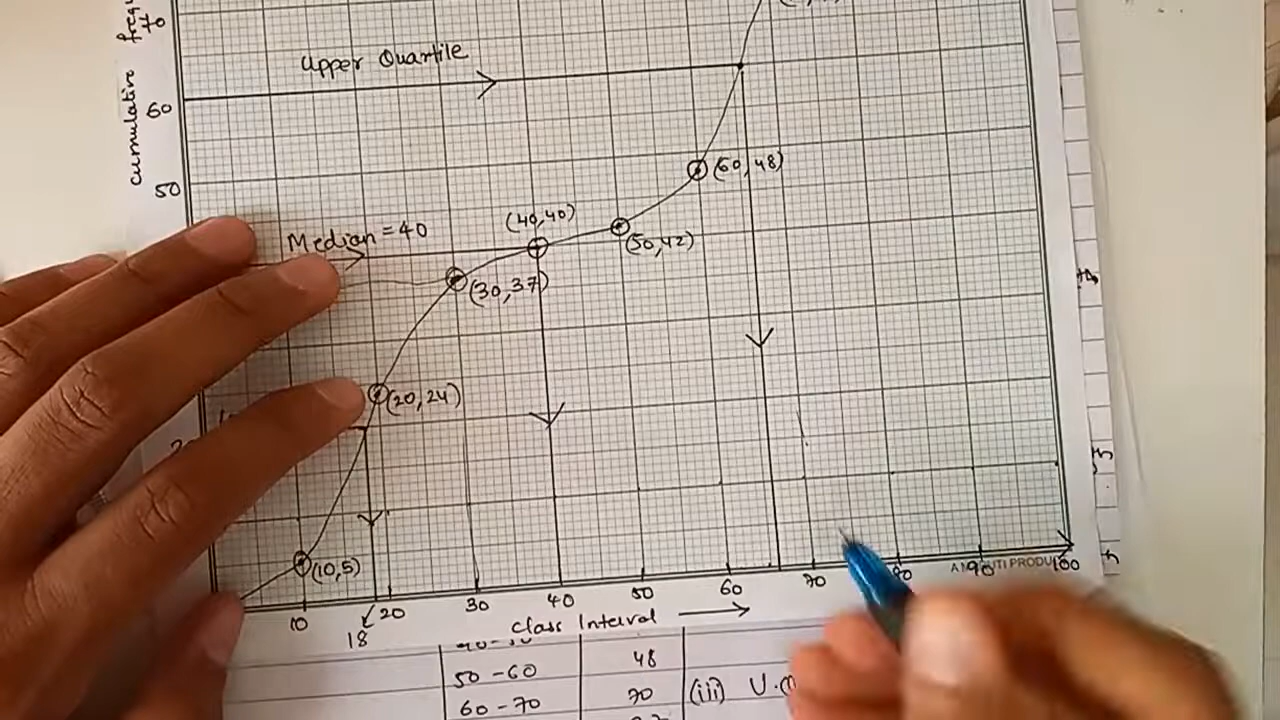 cumulative
70
Upper Quartile
60
50
(60,48)
Median = 40
(40,40)
(50,42)
(30,37)
(20,24)
(10,5)
10 20 30 40 50 60 70 80 90 100
18
Class Interval
50 - 60 48
60 - 70 70
(iii) U.